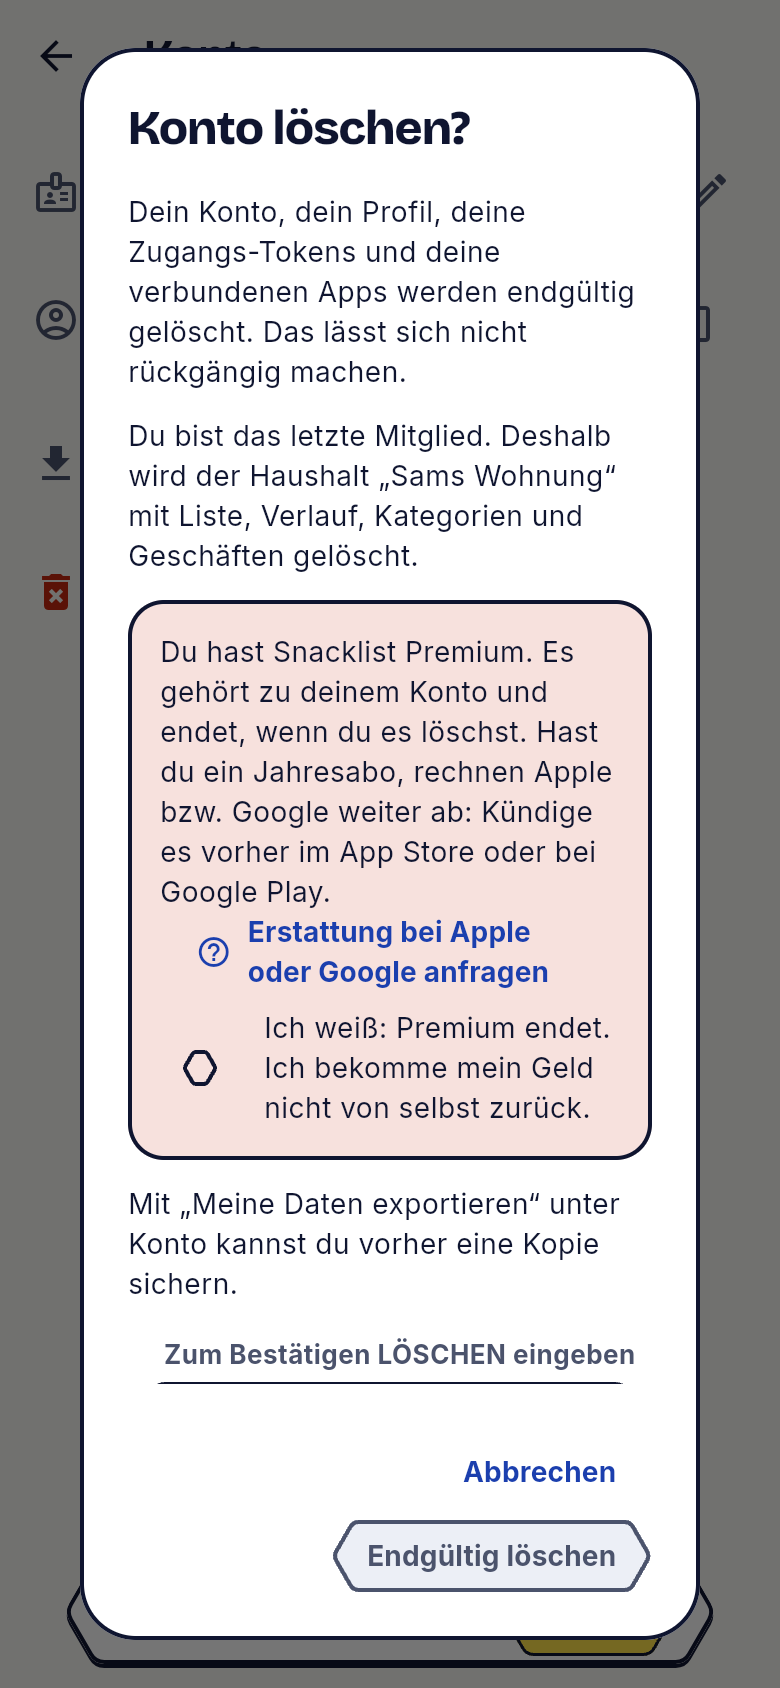 Konto löschen?
Dein Konto, dein Profil, deine
Zugangs-Tokens und deine
verbundenen Apps werden endgültig
gelöscht. Das lässt sich nicht
rückgängig machen.
Du bist das letzte Mitglied. Deshalb
wird der Haushalt „Sams Wohnung“
mit Liste, Verlauf, Kategorien und
Geschäften gelöscht.
Du hast Snacklist Premium. Es
gehört zu deinem Konto und
endet, wenn du es löschst. Hast
du ein Jahresabo, rechnen Apple
bzw. Google weiter ab: Kündige
es vorher im App Store oder bei
Google Play.
Erstattung bei Apple
oder Google anfragen
Ich weiß: Premium endet.
Ich bekomme mein Geld
nicht von selbst zurück.
Mit „Meine Daten exportieren“ unter
Konto kannst du vorher eine Kopie
sichern.
Zum Bestätigen LÖSCHEN eingeben
Abbrechen
Endgültig löschen